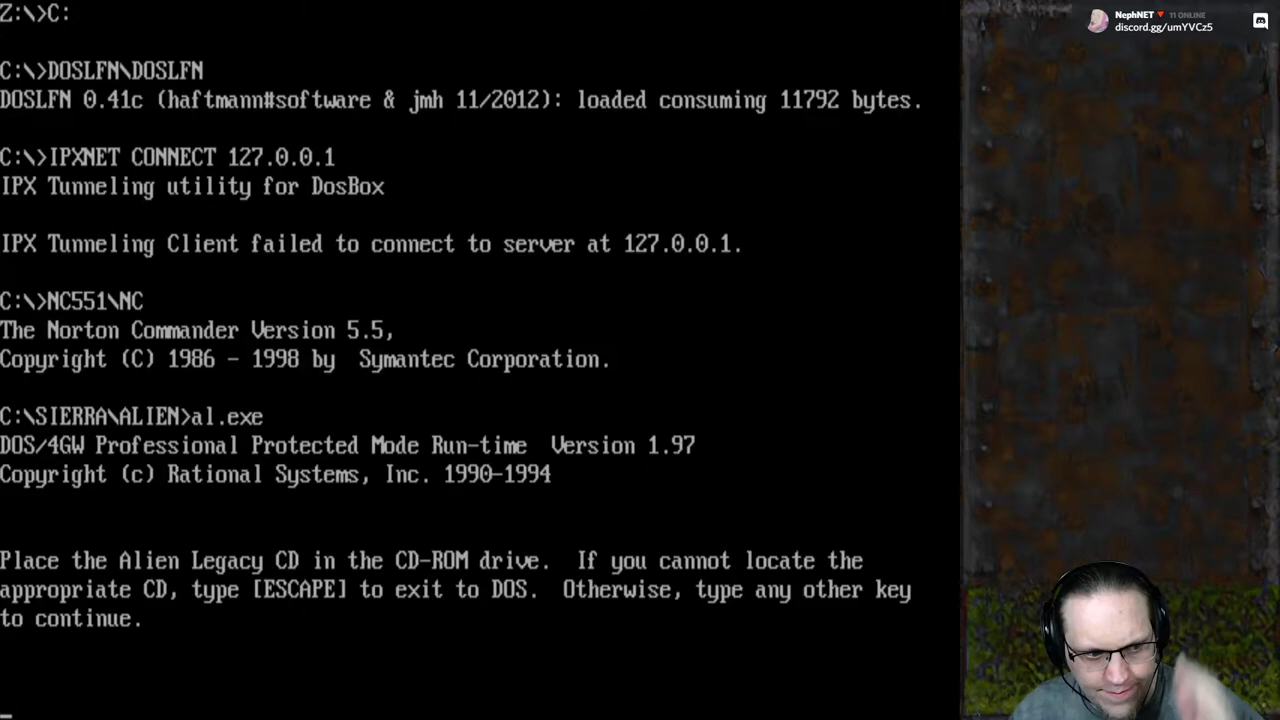 Z:\>C:
C:\>DOSLFN\DOSLFN
DOSLFN 0.41c (haftmann#software & jmh 11/2012): loaded consuming 11792 bytes.
C:\>IPXNET CONNECT 127.0.0.1
IPX Tunneling utility for DosBox
IPX Tunneling Client failed to connect to server at 127.0.0.1.
C:\>NC551\NC
The Norton Commander Version 5.5,
Copyright (C) 1986 - 1998 by  Symantec Corporation.
C:\SIERRA\ALIEN>al.exe
DOS/4GW Professional Protected Mode Run-time  Version 1.97
Copyright (c) Rational Systems, Inc. 1990-1994
Place the Alien Legacy CD in the CD-ROM drive.  If you cannot locate the
appropriate CD, type [ESCAPE] to exit to DOS.  Otherwise, type any other key
to continue.
NephNET 11 ONLINE
discord.gg/umYVCz5